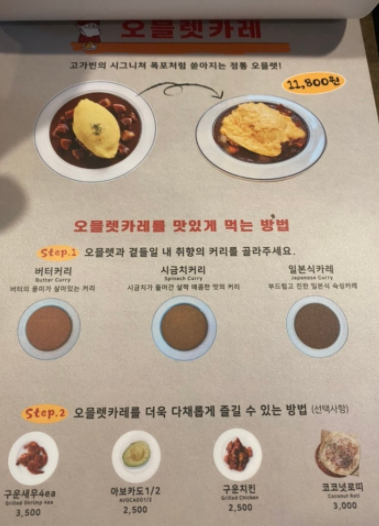 오믈렛카레
고가빈의 시그니쳐 폭포처럼 쏟아지는 정통 오믈렛!
11,800원
오믈렛카레를 맛있게 먹는 방법
Step.1 오믈렛과 곁들일 내 취향의 커리를 골라주세요.
버터커리 시금치커리 일본식카레
Butter Curry Spinach Curry Japanese Curry
버터의 풍미가 살아있는 커리 시금치가 들어간 살짝 매콤한 맛의 커리 부드럽고 진한 일본식 숙성카레
Step.2 오믈렛카레를 더욱 다채롭게 즐길 수 있는 방법 (선택사항)
구운새우4ea 아보카도1/2 구운치킨 코코넛로띠
Grilled Shrimp 4ea AVOCADO1/2 Grilled Chicken Coconut Roti
3,500 2,500 2,500 3,000